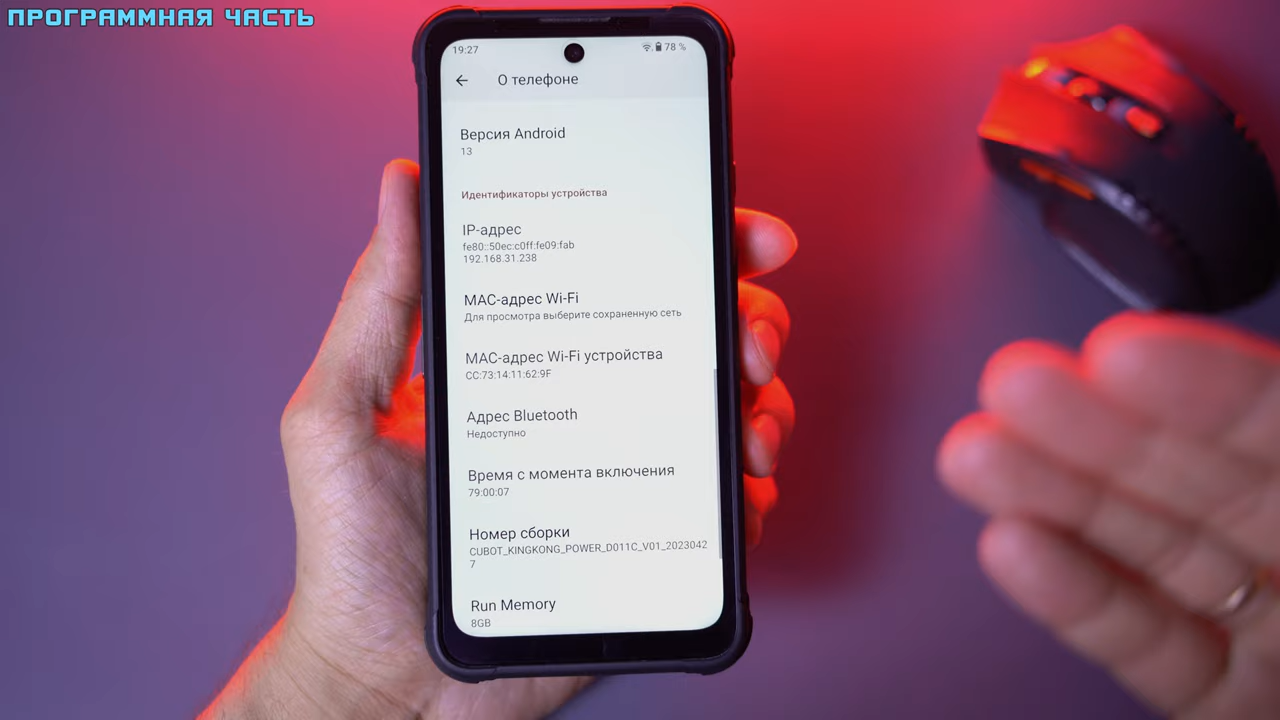 ПРОГРАММНАЯ ЧАСТЬ
19:27
78 %
О телефоне
Версия Android
13
Идентификаторы устройства
IP-адрес
fe80::50ec:c0ff:fe09:fab
192.168.31.238
MAC-адрес Wi-Fi
Для просмотра выберите сохраненную сеть
MAC-адрес Wi-Fi устройства
CC:73:14:11:62:9F
Адрес Bluetooth
Недоступно
Время с момента включения
79:00:07
Номер сборки
CUBOT_KINGKONG_POWER_D011C_V01_2023042
7
Run Memory
8GB